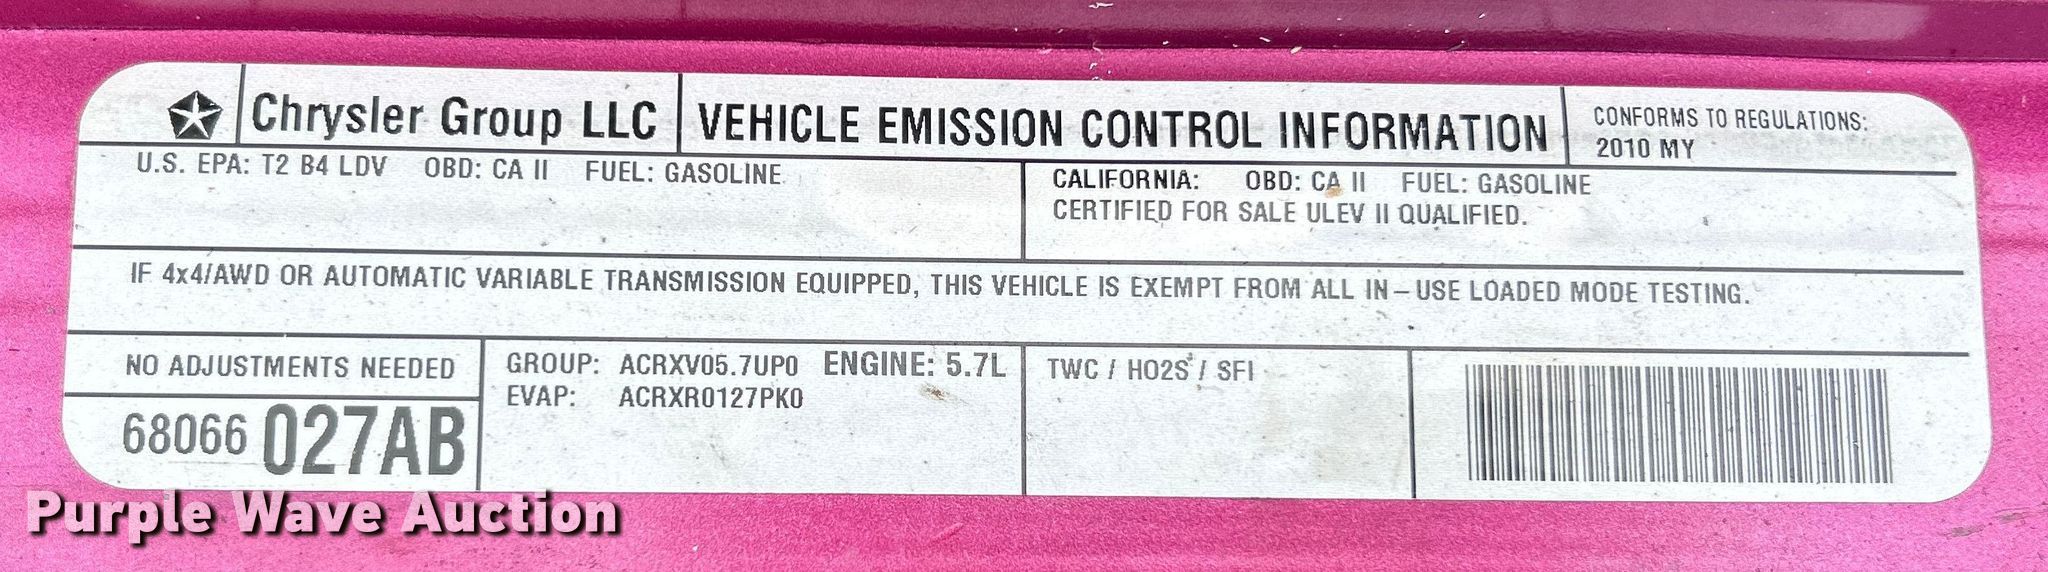 Chrysler Group LLC
VEHICLE EMISSION CONTROL INFORMATION
CONFORMS TO REGULATIONS:
2010 MY
U.S. EPA: T2 B4 LDV OBD: CA II FUEL: GASOLINE
CALIFORNIA: OBD: CA II FUEL: GASOLINE
CERTIFIED FOR SALE ULEV II QUALIFIED.
IF 4x4/AWD OR AUTOMATIC VARIABLE TRANSMISSION EQUIPPED, THIS VEHICLE IS EXEMPT FROM ALL IN–USE LOADED MODE TESTING.
NO ADJUSTMENTS NEEDED
68066 027AB
GROUP: ACRXV05.7UP0 ENGINE: 5.7L
EVAP: ACRXR0127PK0
TWC / HO2S / SFI
Purple Wave Auction